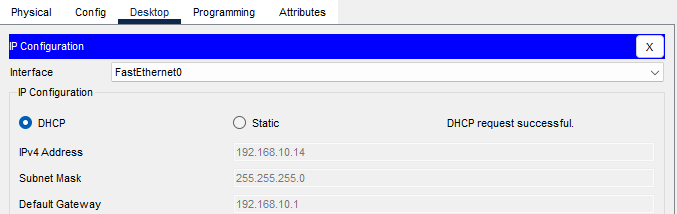 Physical Config Desktop Programming Attributes
IP Configuration X
Interface FastEthernet0
IP Configuration
DHCP Static DHCP request successful.
IPv4 Address 192.168.10.14
Subnet Mask 255.255.255.0
Default Gateway 192.168.10.1